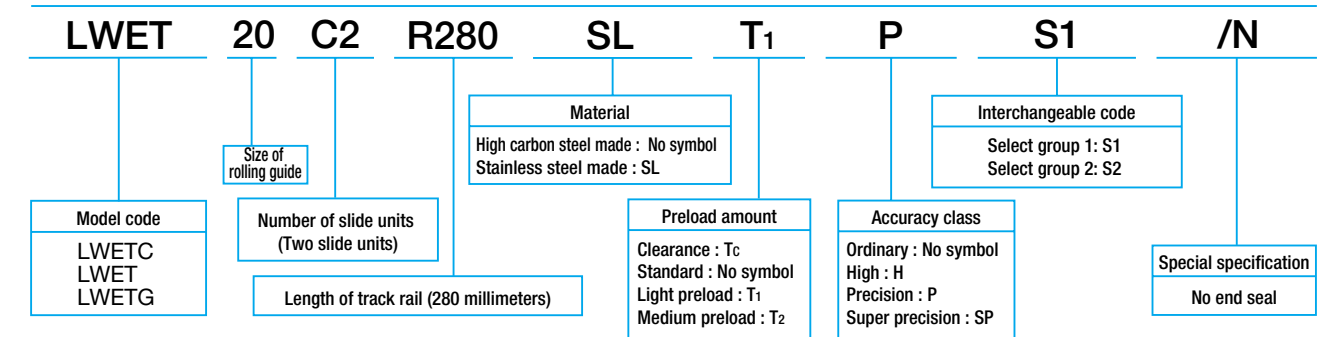 LWET 20 C2 R280 SL T1 P S1 /N
Material
High carbon steel made : No symbol
Stainless steel made : SL
Interchangeable code
Select group 1: S1
Select group 2: S2
Size of
rolling guide
Model code
LWETC
LWET
LWETG
Number of slide units
(Two slide units)
Length of track rail (280 millimeters)
Preload amount
Clearance : Tc
Standard : No symbol
Light preload : T1
Medium preload : T2
Accuracy class
Ordinary : No symbol
High : H
Precision : P
Super precision : SP
Special specification
No end seal